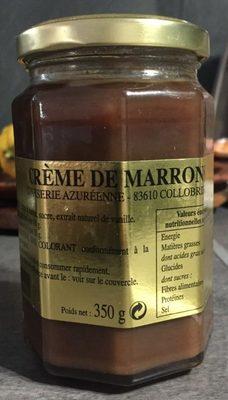 CRÈME DE MARRON
SERIE AZURÉENNE - 83610 COLLOBRI
sucre, extrait naturel de vanille.
COLORANT conformément à la
consommer rapidement.
avant le : voir sur le couvercle.
Poids net : 350 g
Valeurs
nutritionnelles
Energie
Matières grasses
dont acides gras
Glucides
dont sucres :
Fibres alimentaires
Protéines
Sel